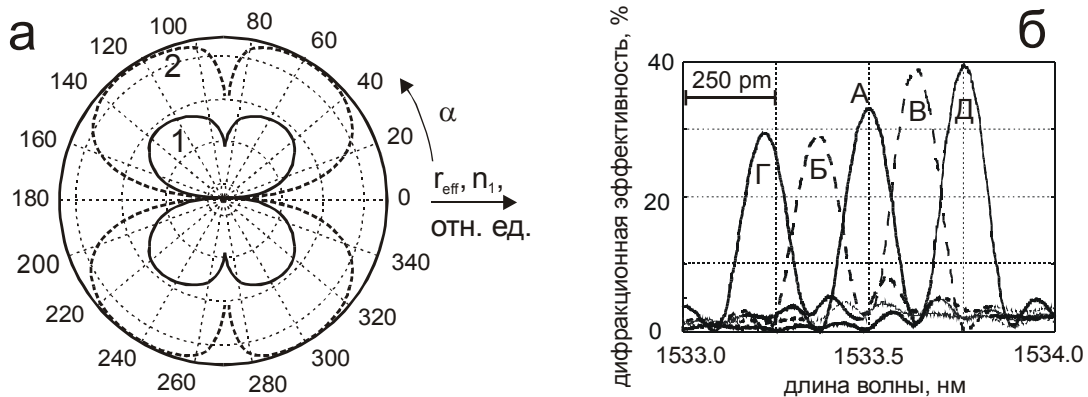 а
100
80
120
60
140
40
160
20
180
0
200
340
220
320
240
300
260
280
2
1
α
r_eff, n_1,
отн. ед.
б
дифракционная эффективность, %
40
20
0
250 pm
А
В
Д
Г
Б
1533.0
1533.5
1534.0
длина волны, нм